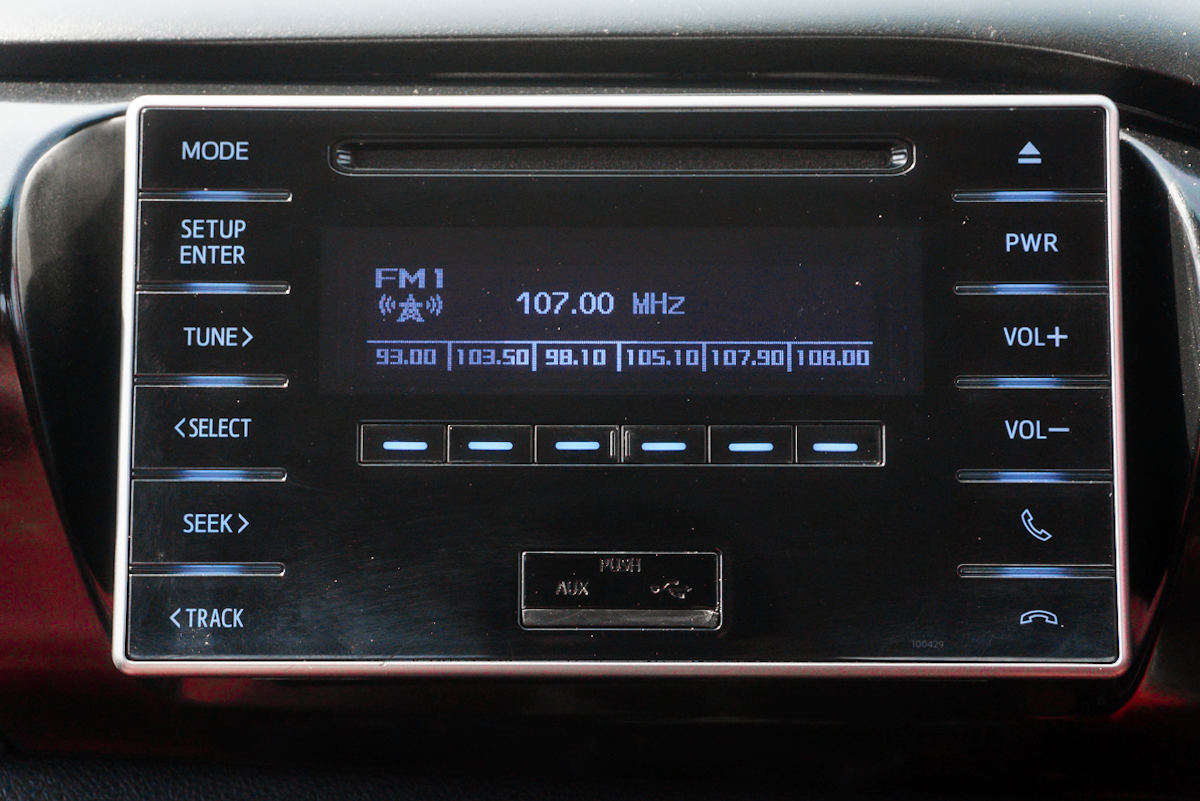 MODE
SETUP
ENTER
TUNE>
<SELECT
SEEK>
<TRACK
FM1
107.00 MHz
93.00 103.50 98.10 105.10 107.90 108.00
PUSH
AUX
100429
PWR
VOL+
VOL-